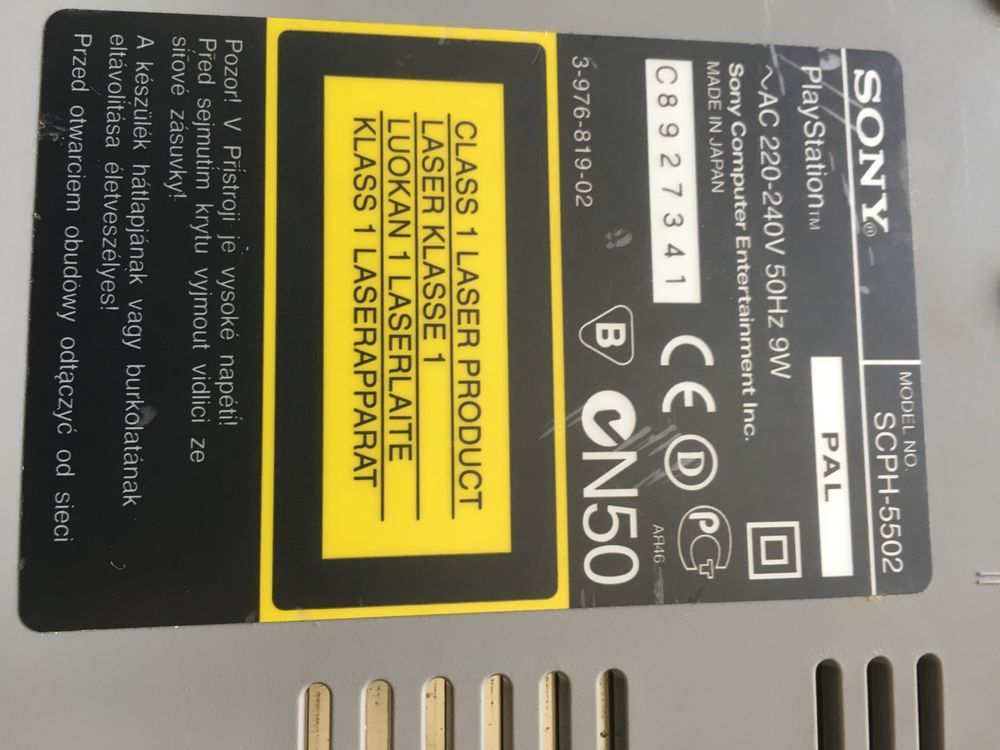 SONY®
MODEL NO.
SCPH-5502
PlayStation™
PAL
~AC 220-240V 50Hz 9W
Sony Computer Entertainment Inc.
MADE IN JAPAN
C8927341
CE D PCT
AЯ46
3-976-819-02
B
N50
CLASS 1 LASER PRODUCT
LASER KLASSE 1
LUOKAN 1 LASERLAITE
KLASS 1 LASERAPPARAT
Pozor! V Přístroji je vysoké napětí!
Před sejmutím krytu vyjmout vidlici ze
síťové zásuvky!
A készülék hátlapjának vagy burkolatának
eltávolítása életveszélyes!
Przed otwarciem obudowy odłączyć od sieci